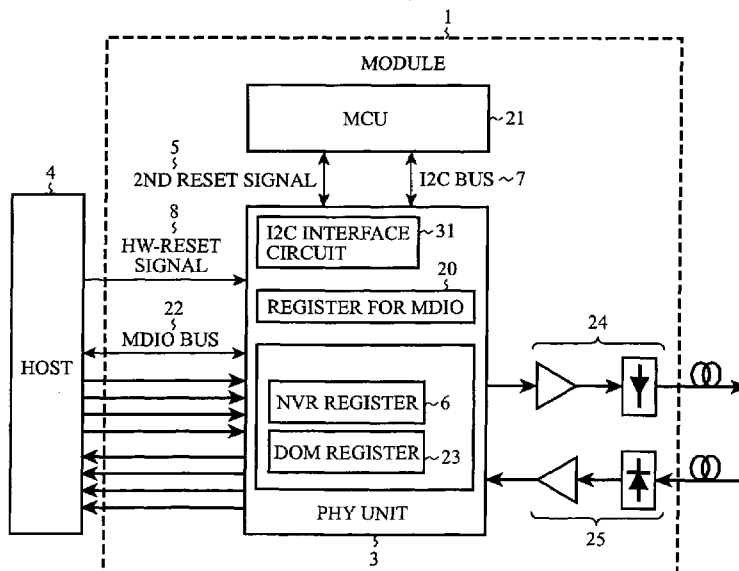 1
MODULE
MCU
21
5
2ND RESET SIGNAL
I2C BUS
7
4
8
HW-RESET
SIGNAL
I2C INTERFACE
CIRCUIT
31
20
REGISTER FOR MDIO
22
MDIO BUS
24
HOST
NVR REGISTER
6
DOM REGISTER
23
PHY UNIT
3
25